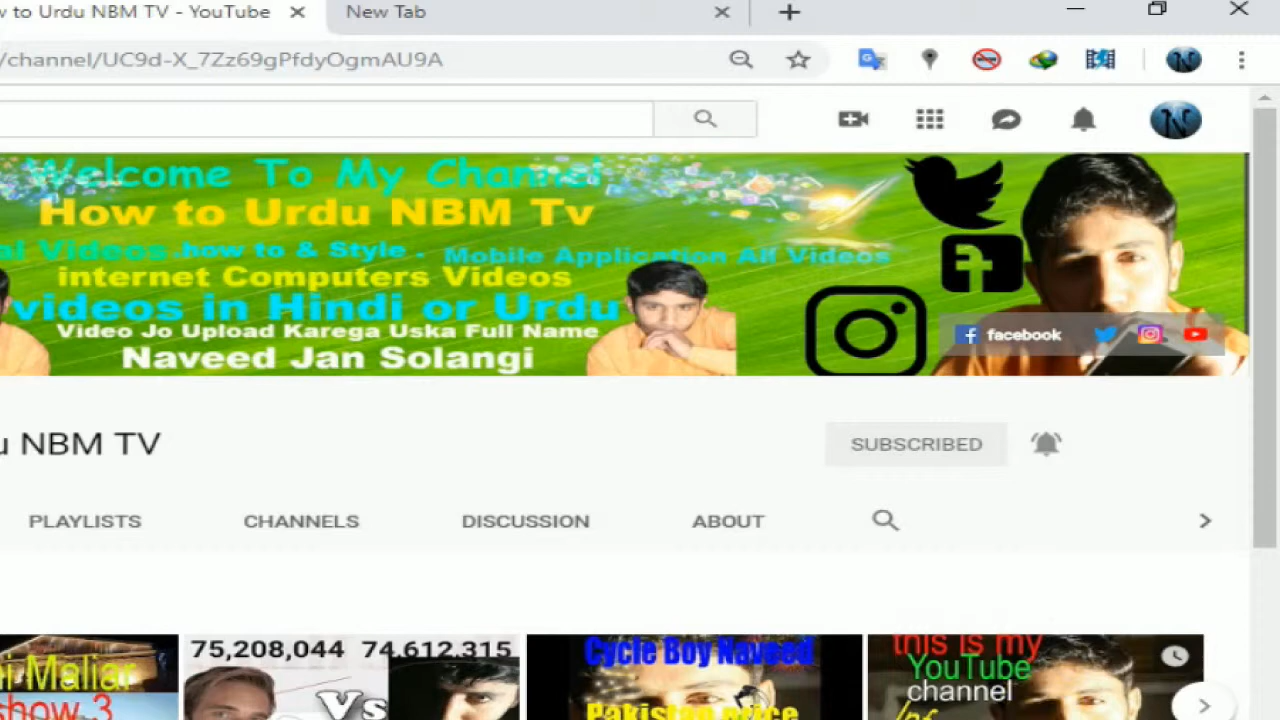 to Urdu NBM TV - YouTube
New Tab
/channel/UC9d-X_7Zz69gPfdyOgmAU9A
Welcome To My Channel
How to Urdu NBM Tv
al Videos.how to & Style . Mobile Application All Videos
internet Computers Videos
videos in Hindi or Urdu
Video Jo Upload Karega Uska Full Name
Naveed Jan Solangi
facebook
u NBM TV
SUBSCRIBED
PLAYLISTS
CHANNELS
DISCUSSION
ABOUT
Maliar
show 3
75,208,044 74,612,315
Vs
Cycle Boy Naveed
Pakistan price
this is my
YouTube
channel